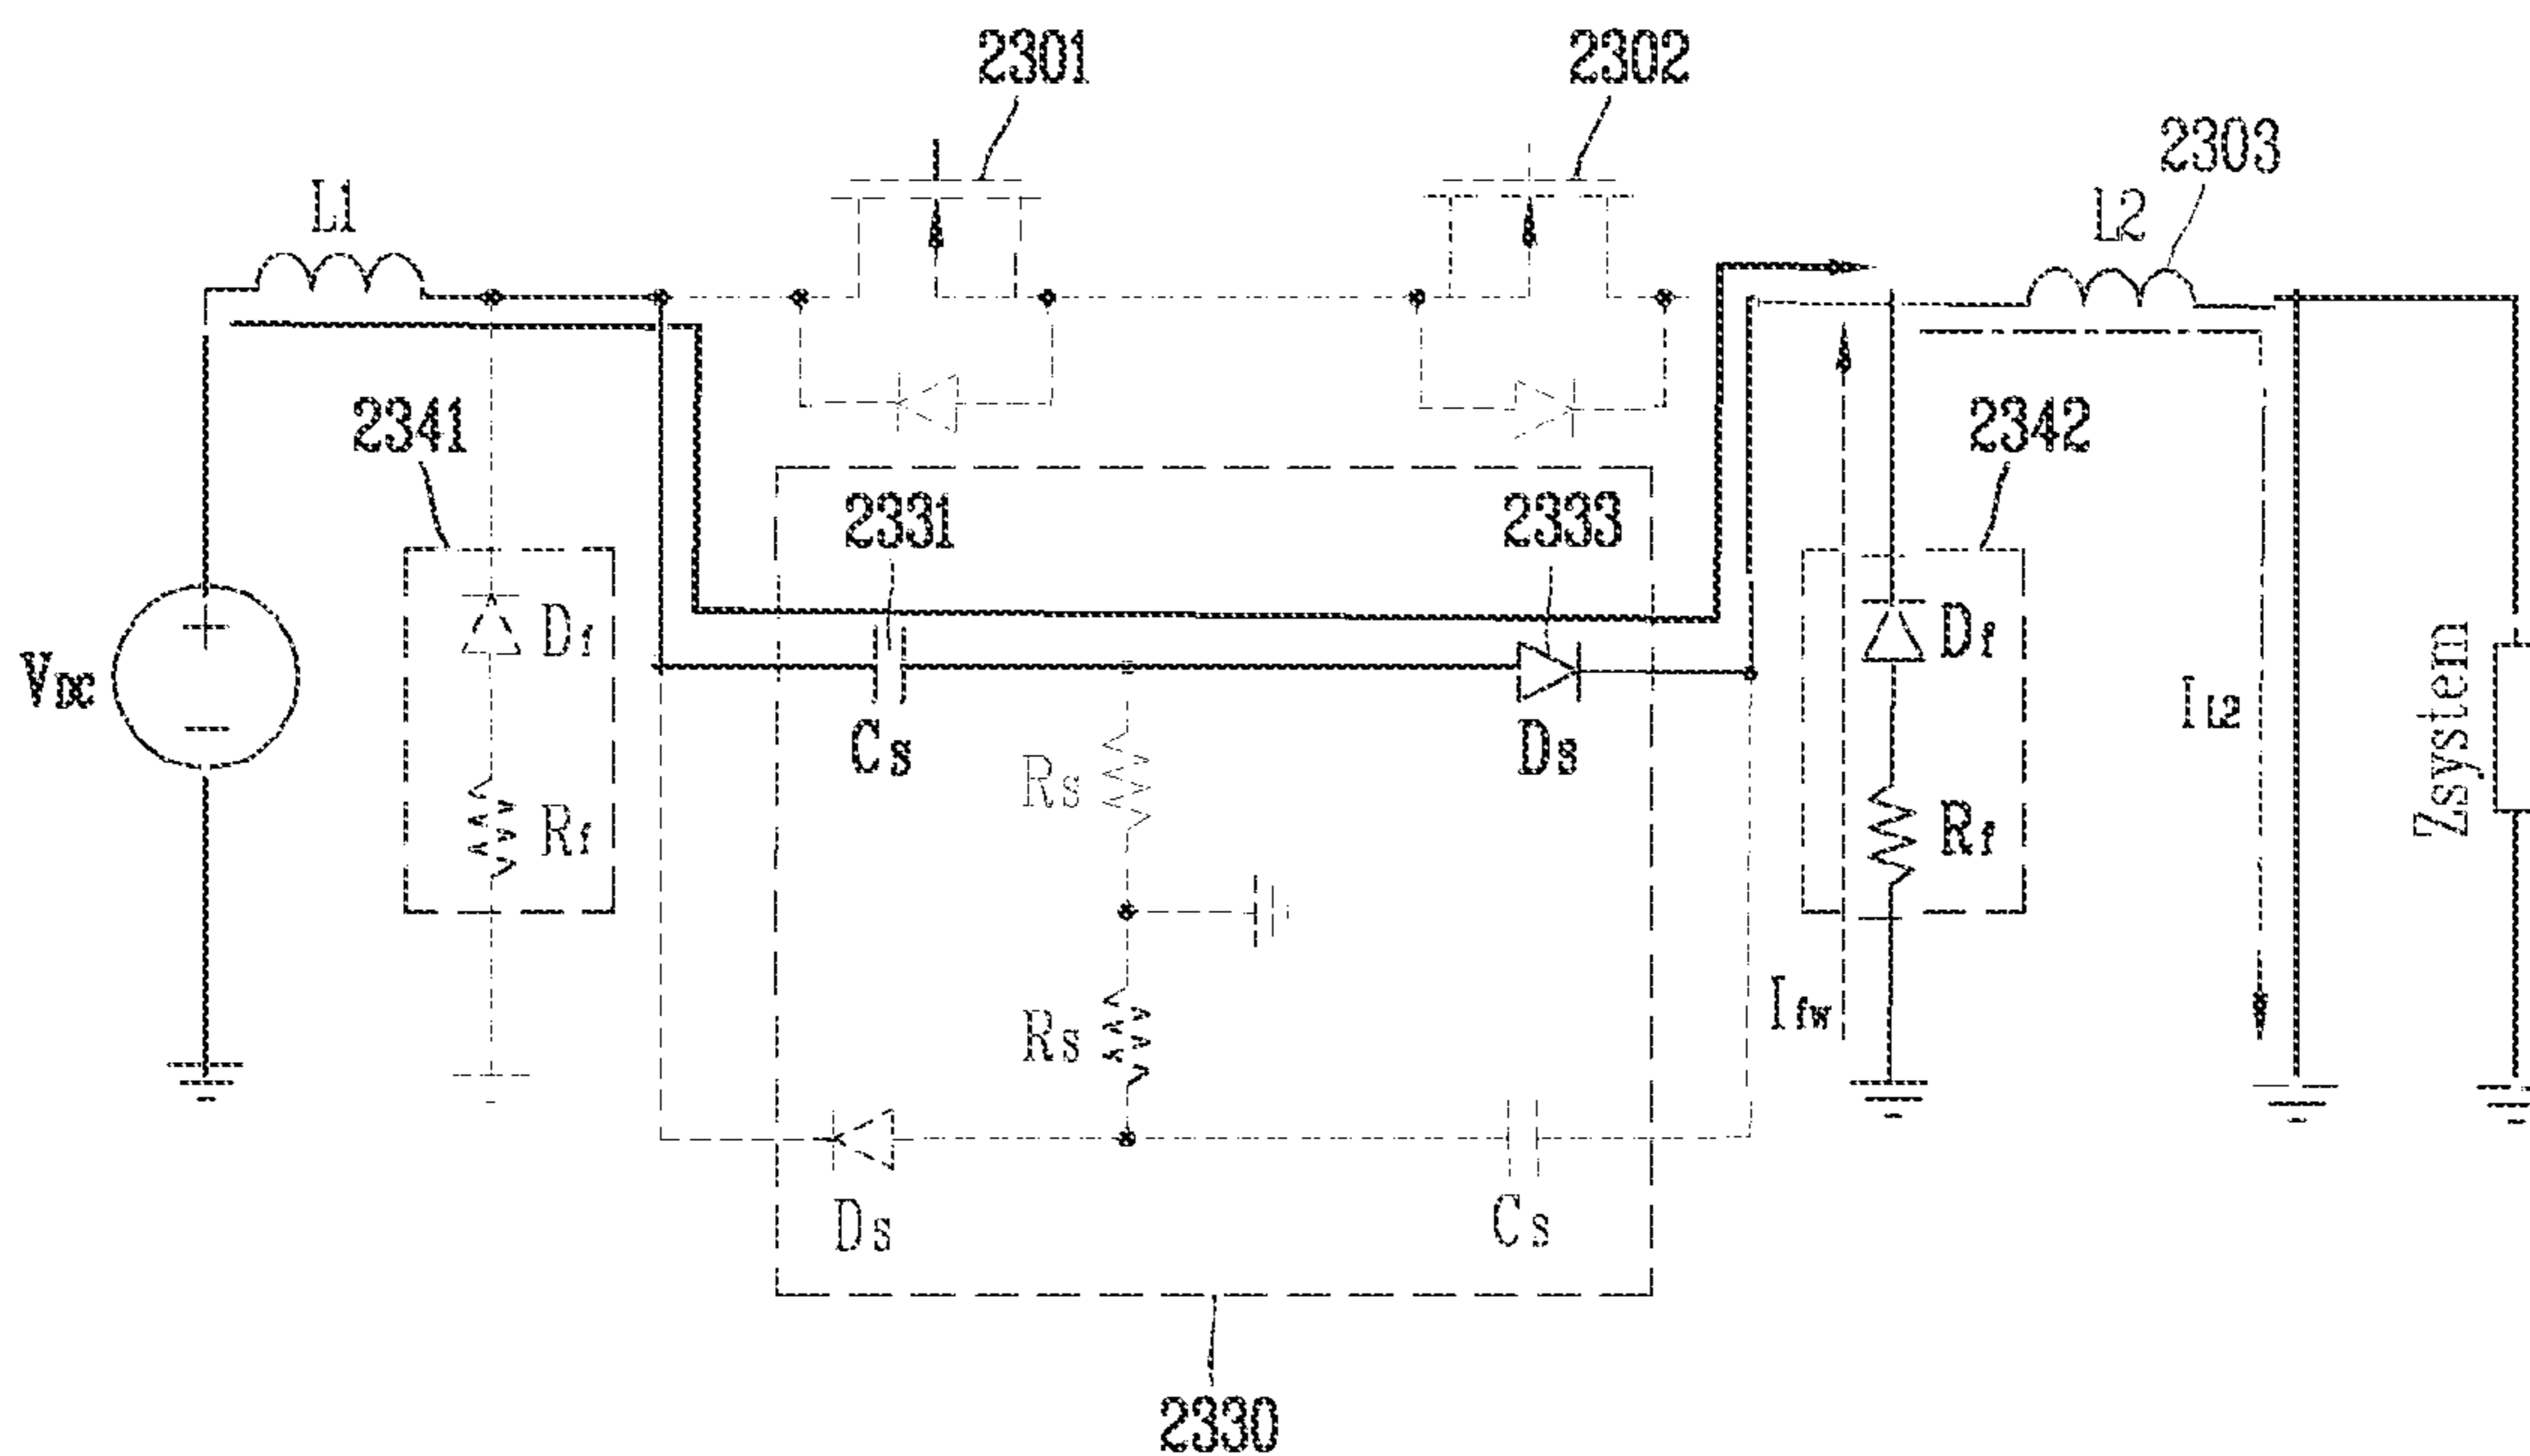 2301
2302
2303
L1
L2
2341
2342
2331
2333
Df
Df
VDC
Cs
Ds
IL2
Zsystem
Rs
Rf
Rf
Rs
Ifw
Ds
Cs
2330